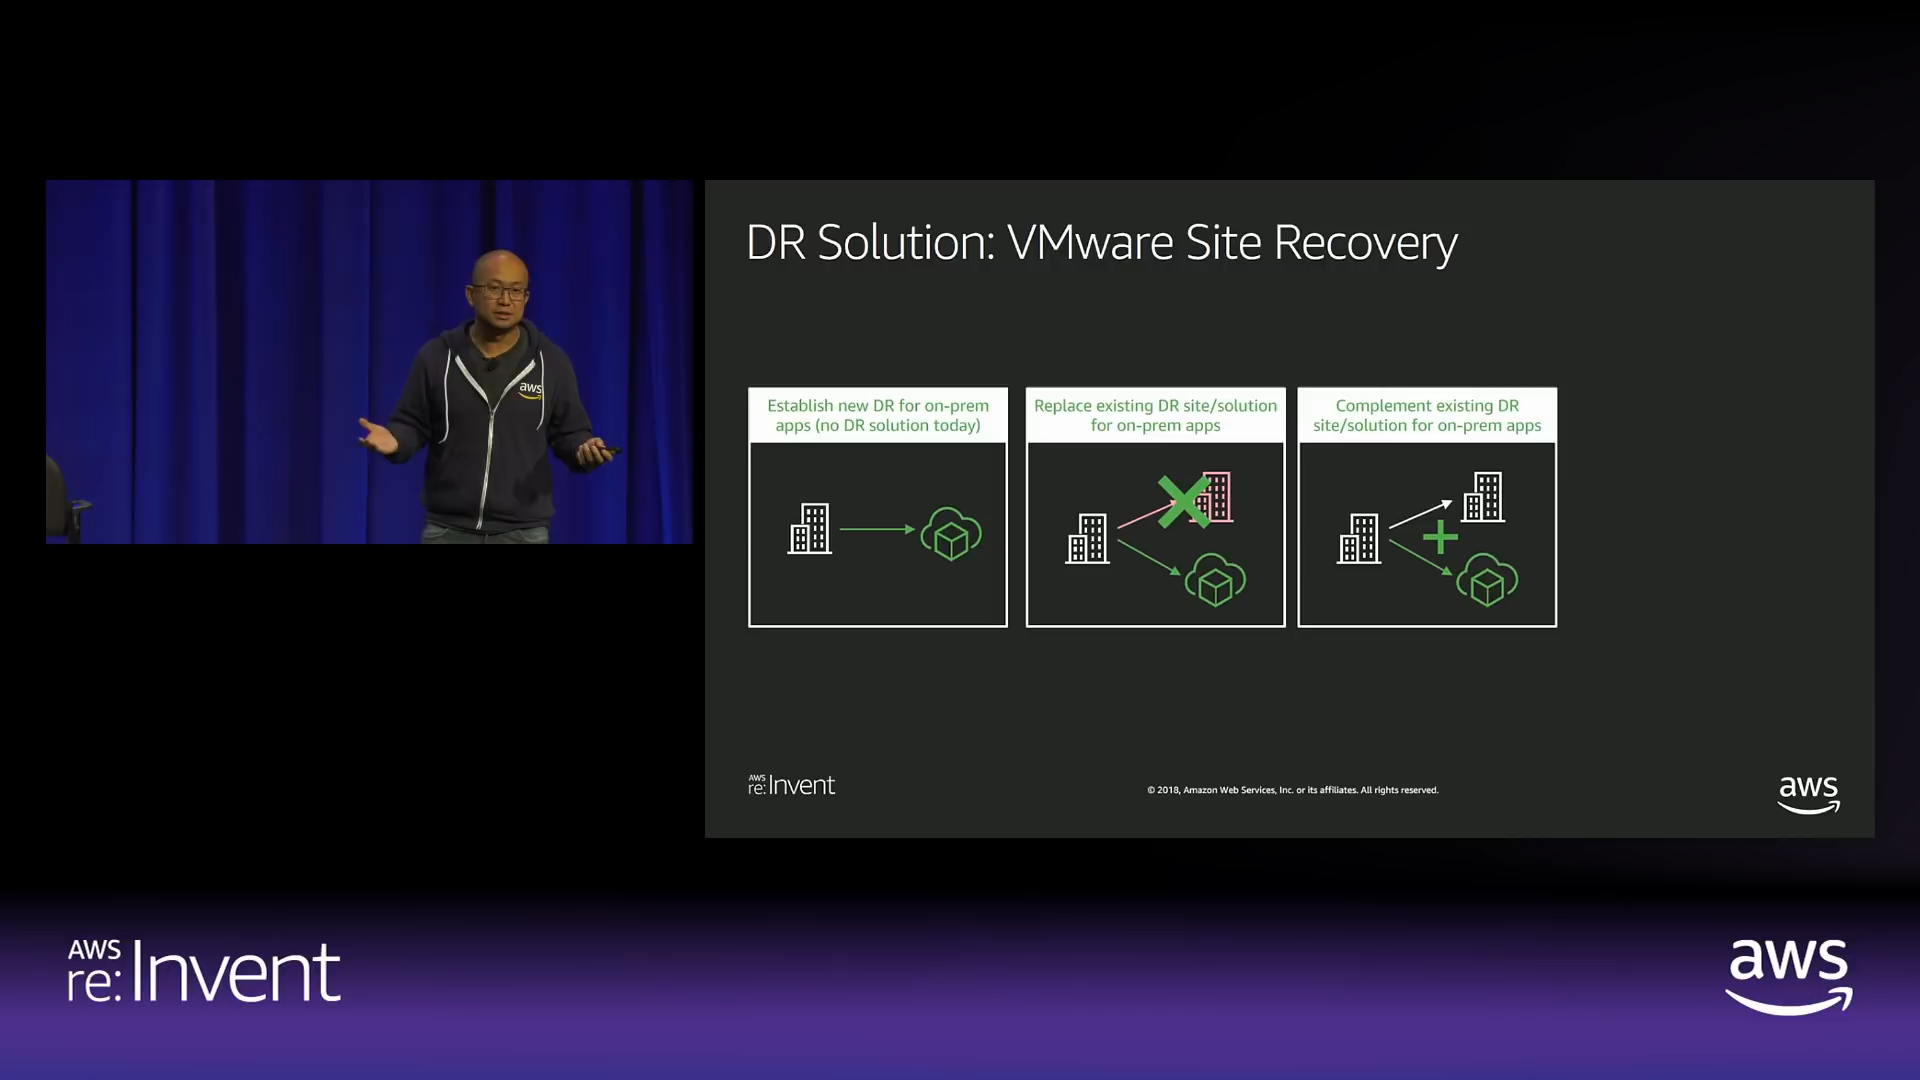 aws
DR Solution: VMware Site Recovery
Establish new DR for on-prem
apps (no DR solution today)
Replace existing DR site/solution
for on-prem apps
Complement existing DR
site/solution for on-prem apps
AWS
re:Invent
© 2018, Amazon Web Services, Inc. or its affiliates. All rights reserved.
aws
AWS
re:Invent
aws